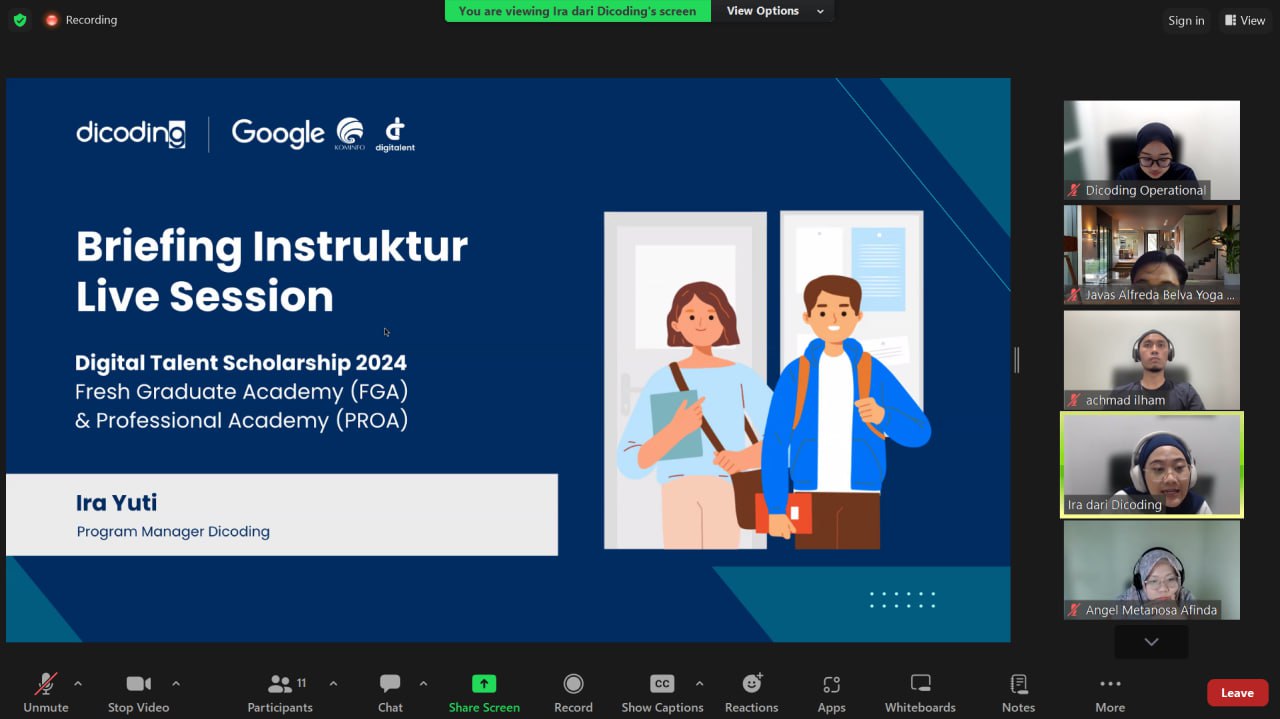 Recording
You are viewing Ira dari Dicoding's screen
View Options
Sign in
View
dicoding
Google
KOMINFO
digitalent
Briefing Instruktur
Live Session
Digital Talent Scholarship 2024
Fresh Graduate Academy (FGA)
& Professional Academy (PROA)
Ira Yuti
Program Manager Dicoding
Dicoding Operational
Javas Alfreda Belva Yoga ...
achmad ilham
Ira dari Dicoding
Angel Metanosa Afinda
Unmute
Stop Video
11
Participants
Chat
Share Screen
Record
CC
Show Captions
Reactions
Apps
Whiteboards
Notes
More
Leave